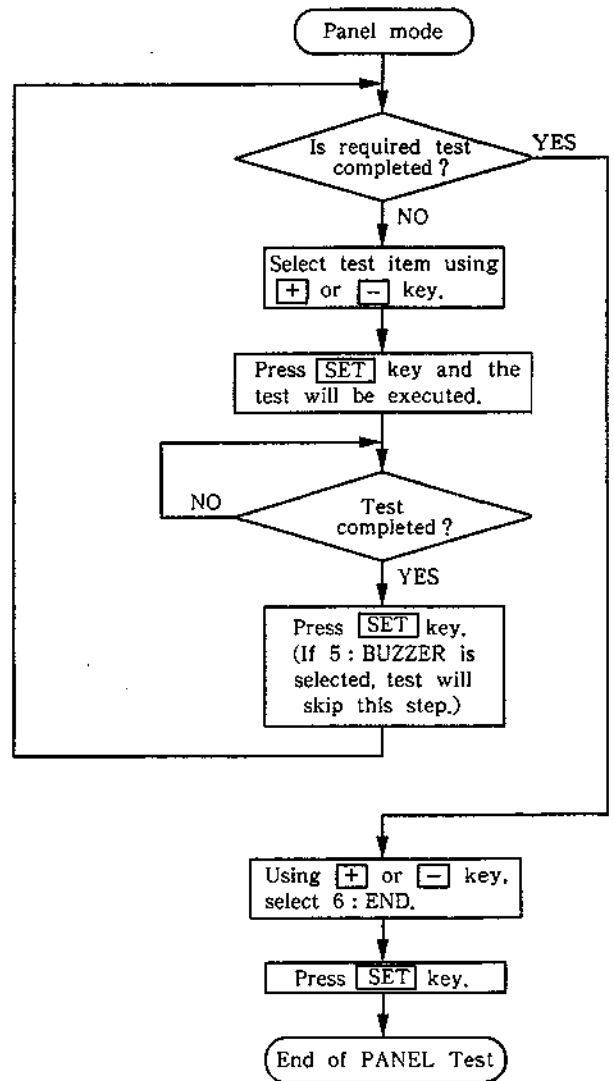 Panel mode
Is required test
completed ?
YES
NO
Select test item using
+ or − key.
Press SET key and the
test will be executed.
NO
Test
completed ?
YES
Press SET key.
(If 5 : BUZZER is
selected, test will
skip this step.)
Using + or − key,
select 6 : END.
Press SET key.
End of PANEL Test